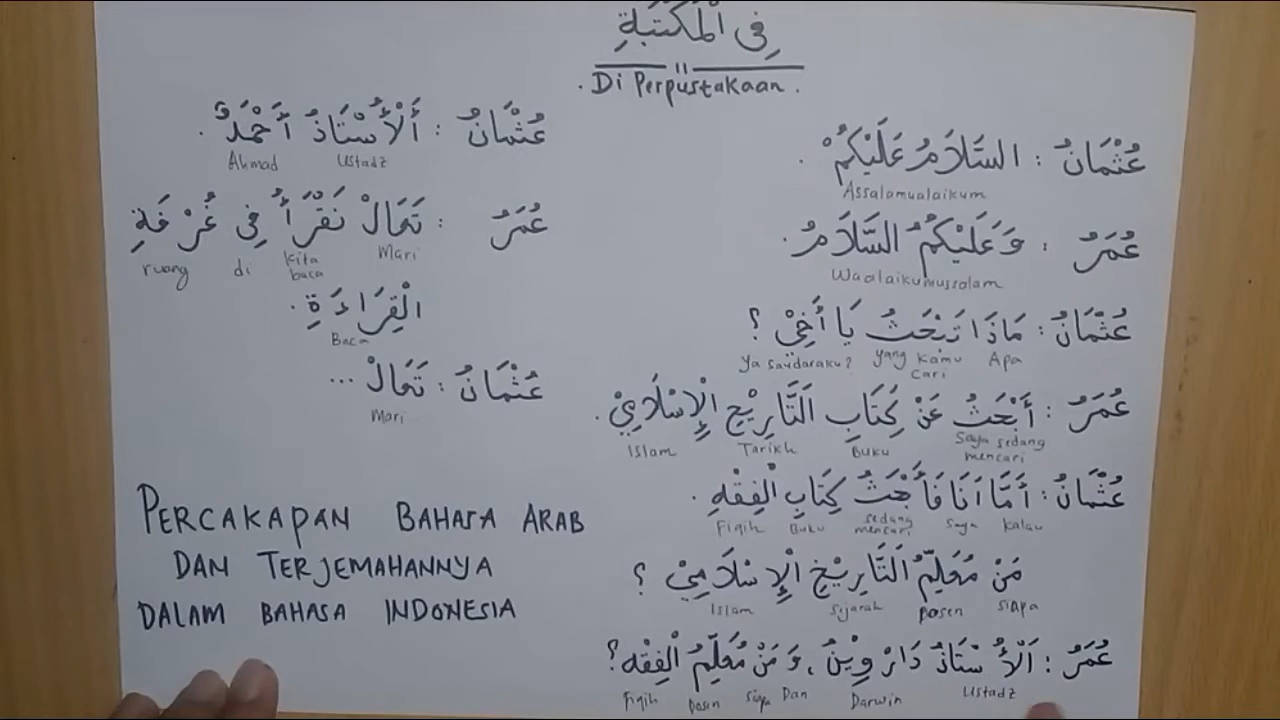 فِى الْمَكْتَبَةِ
. Di Perpustakaan .
عُثْمَانُ : السَّلَامُ عَلَيْكُمْ .
Assalamualaikum
عُمَرُ : وَعَلَيْكُمُ السَّلَامُ .
Waalaikumussalam
عُثْمَانُ : مَاذَا تَبْحَثُ يَا أَخِيْ ؟
Apa yang kamu cari Ya saudaraku?
عُمَرُ : أَبْحَثُ عَنْ كِتَابِ التَّارِيْخِ الْإِسْلَامِيْ .
Saya sedang mencari Buku Tarikh Islam
عُثْمَانُ : أَمَّا اَنَا فَأَبْحَثُ كِتَابِ الْفِقْهِ .
kalau Saya sedang mencari Buku Fiqih
مَنْ مُعَلِّمُ التَّارِيْخِ الْإِسْلَامِيْ ؟
siapa Dosen Sejarah Islam
عُمَرُ : اَلْأُسْتَاذُ دَارْوِيْنُ ، وَمَنْ مُعَلِّمُ الْفِقْهِ ؟
Ustadz Darwin Dan siapa Dosen Fiqih
عُثْمَانُ : أَلْأُسْتَاذُ أَحْمَدُ .
Ustadz Ahmad
عُمَرُ : تَعَالْ نَقْرَأُ فِى غُرْفَةِ
Mari kita baca di ruang
الْقِرَاءَةِ .
Baca
عُثْمَانُ : تَعَالْ ...
Mari
PERCAKAPAN BAHASA ARAB
DAN TERJEMAHANNYA
DALAM BAHASA INDONESIA